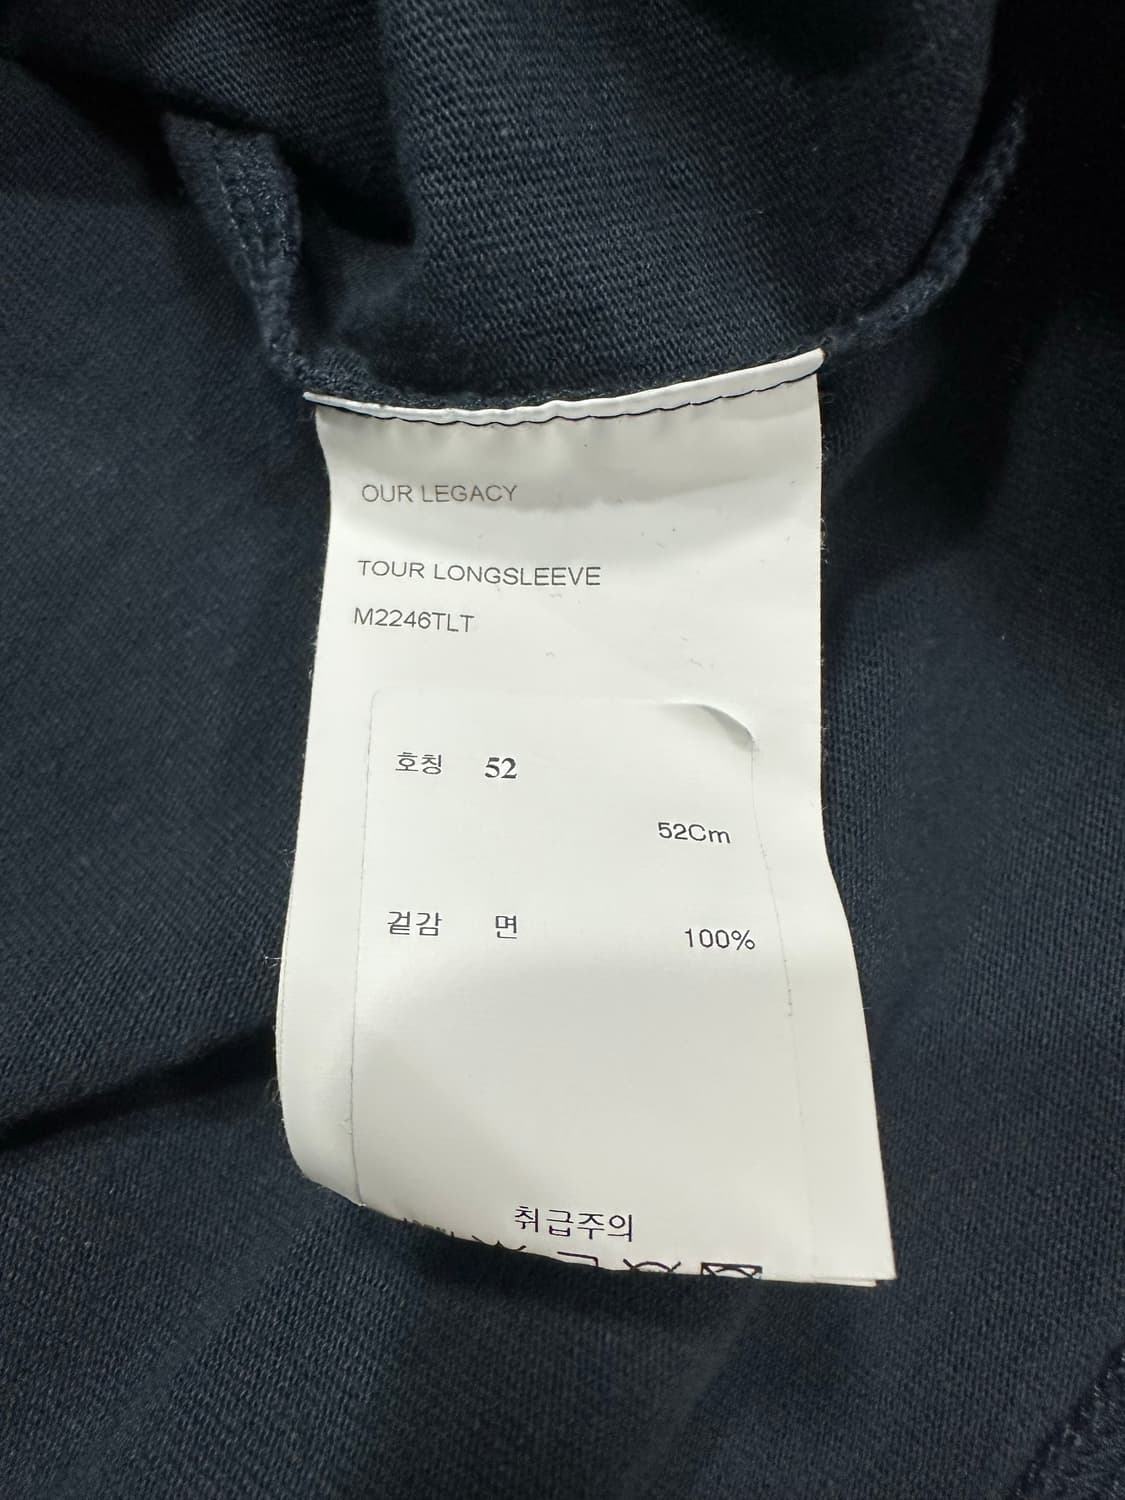 OUR LEGACY
TOUR LONGSLEEVE
M2246TLT
호칭 52
52Cm
겉감 면 100%
취급주의